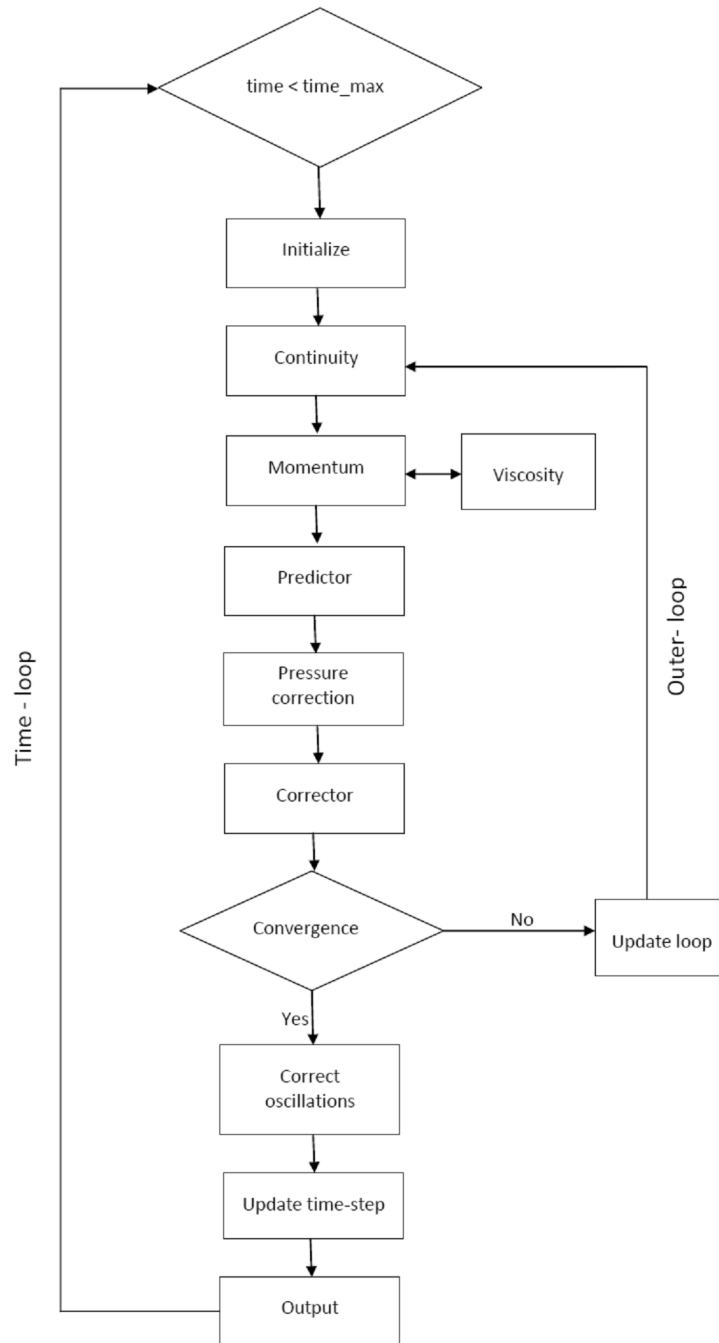 time < time_max
Initialize
Continuity
Momentum
Viscosity
Predictor
Pressure
correction
Corrector
Convergence
No
Update loop
Yes
Correct
oscillations
Update time-step
Output
Time - loop
Outer- loop